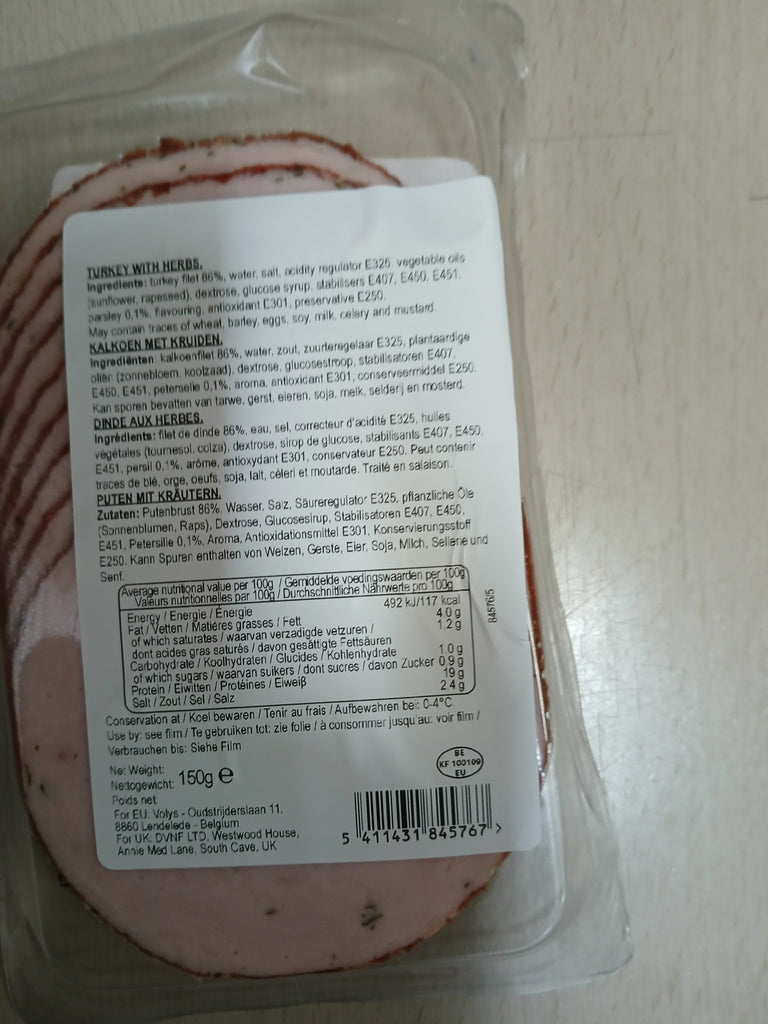 TURKEY WITH HERBS.
Ingredients: turkey filet 86%, water, salt, acidity regulator E325, vegetable oils
(sunflower, rapeseed), dextrose, glucose syrup, stabilisers E407, E450, E451,
parsley 0,1%, flavouring, antioxidant E301, preservative E250.
May contain traces of wheat, barley, eggs, soy, milk, celery and mustard.
KALKOEN MET KRUIDEN.
Ingrediënten: kalkoenfilet 86%, water, zout, zuurteregelaar E325, plantaardige
oliën (zonnebloem, koolzaad), dextrose, glucosestroop, stabilisatoren E407,
E450, E451, peterselie 0,1%, aroma, antioxidant E301, conserveermiddel E250.
Kan sporen bevatten van tarwe, gerst, eieren, soja, melk, selderij en mosterd.
DINDE AUX HERBES.
Ingrédients: filet de dinde 86%, eau, sel, correcteur d'acidité E325, huiles
végétales (tournesol, colza), dextrose, sirop de glucose, stabilisants E407, E450,
E451, persil 0,1%, arôme, antioxydant E301, conservateur E250. Peut contenir
traces de blé, orge, oeufs, soja, lait, céleri et moutarde. Traité en salaison.
PUTEN MIT KRÄUTERN.
Zutaten: Putenbrust 86%, Wasser, Salz, Säureregulator E325, pflanzliche Öle
(Sonnenblumen, Raps), Dextrose, Glucosesirup, Stabilisatoren E407, E450,
E451, Petersilie 0,1%, Aroma, Antioxidationsmittel E301, Konservierungsstoff
E250. Kann Spuren enthalten von Weizen, Gerste, Eier, Soja, Milch, Sellerie und
Senf.
Average nutritional value per 100g / Gemiddelde voedingswaarden per 100g
Valeurs nutritionnelles par 100g / Durchschnittliche Nährwerte pro 100g
Energy / Energie / Énergie 492 kJ/117 kcal
Fat / Vetten / Matières grasses / Fett 4.0 g
of which saturates / waarvan verzadigde vetzuren / 1.2 g
dont acides gras saturés / davon gesättigte Fettsäuren
Carbohydrate / Koolhydraten / Glucides / Kohlenhydrate 1.0 g
of which sugars / waarvan suikers / dont sucres / davon Zucker 0.9 g
Protein / Eiwitten / Protéines / Eiweiß 19 g
Salt / Zout / Sel / Salz 2.4 g
84576/5
Conservation at / Koel bewaren / Tenir au frais / Aufbewahren bei: 0-4°C.
Use by: see film / Te gebruiken tot: zie folie / à consommer jusqu'au: voir film /
Verbrauchen bis: Siehe Film
Net Weight:
Nettogewicht: 150g e
Poids net:
BE
KF 100109
EU
For EU: Volys - Oudstrijderslaan 11,
8860 Lendelede - Belgium
For UK: DVNF LTD, Westwood House,
Annie Med Lane, South Cave, UK
5 411431 845767 >